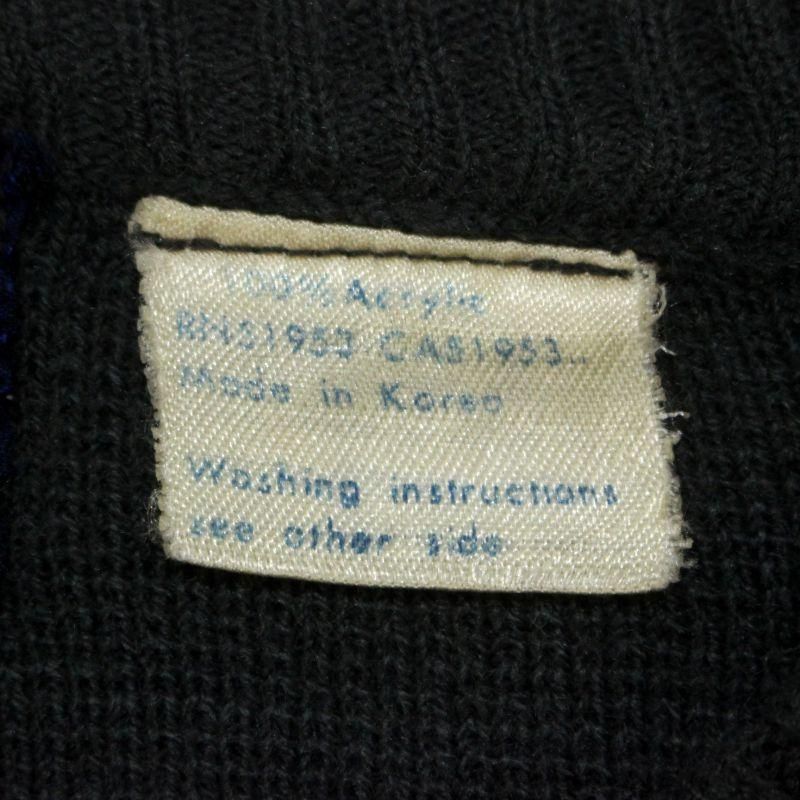 100% Acrylic
RN51953 CA51953
Made in Korea
Washing instructions
see other side